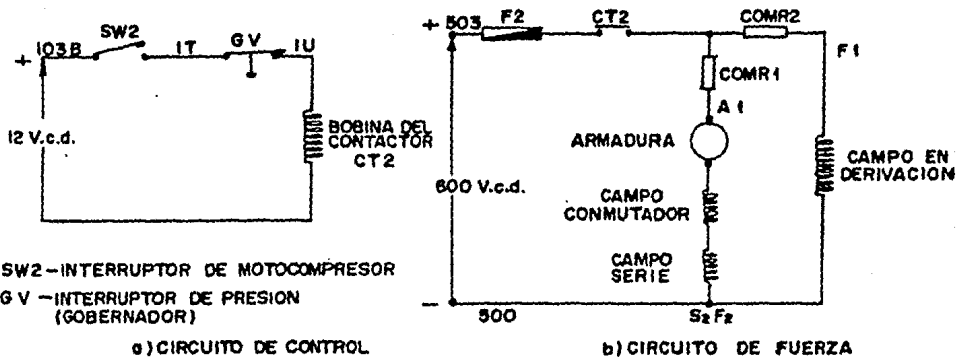 SW2
103B
1T
GV
1U
+
12 V.c.d.
BOBINA DEL
CONTACTOR
CT2
SW2-INTERRUPTOR DE MOTOCOMPRESOR
GV -INTERRUPTOR DE PRESION
(GOBERNADOR)
a) CIRCUITO DE CONTROL
+ 503
F2
CT2
COMR2
F1
COMR1
A1
ARMADURA
600 V.c.d.
CAMPO EN
DERIVACION
CAMPO
CONMUTADOR
CAMPO
SERIE
-
500
S2 F2
b) CIRCUITO DE FUERZA